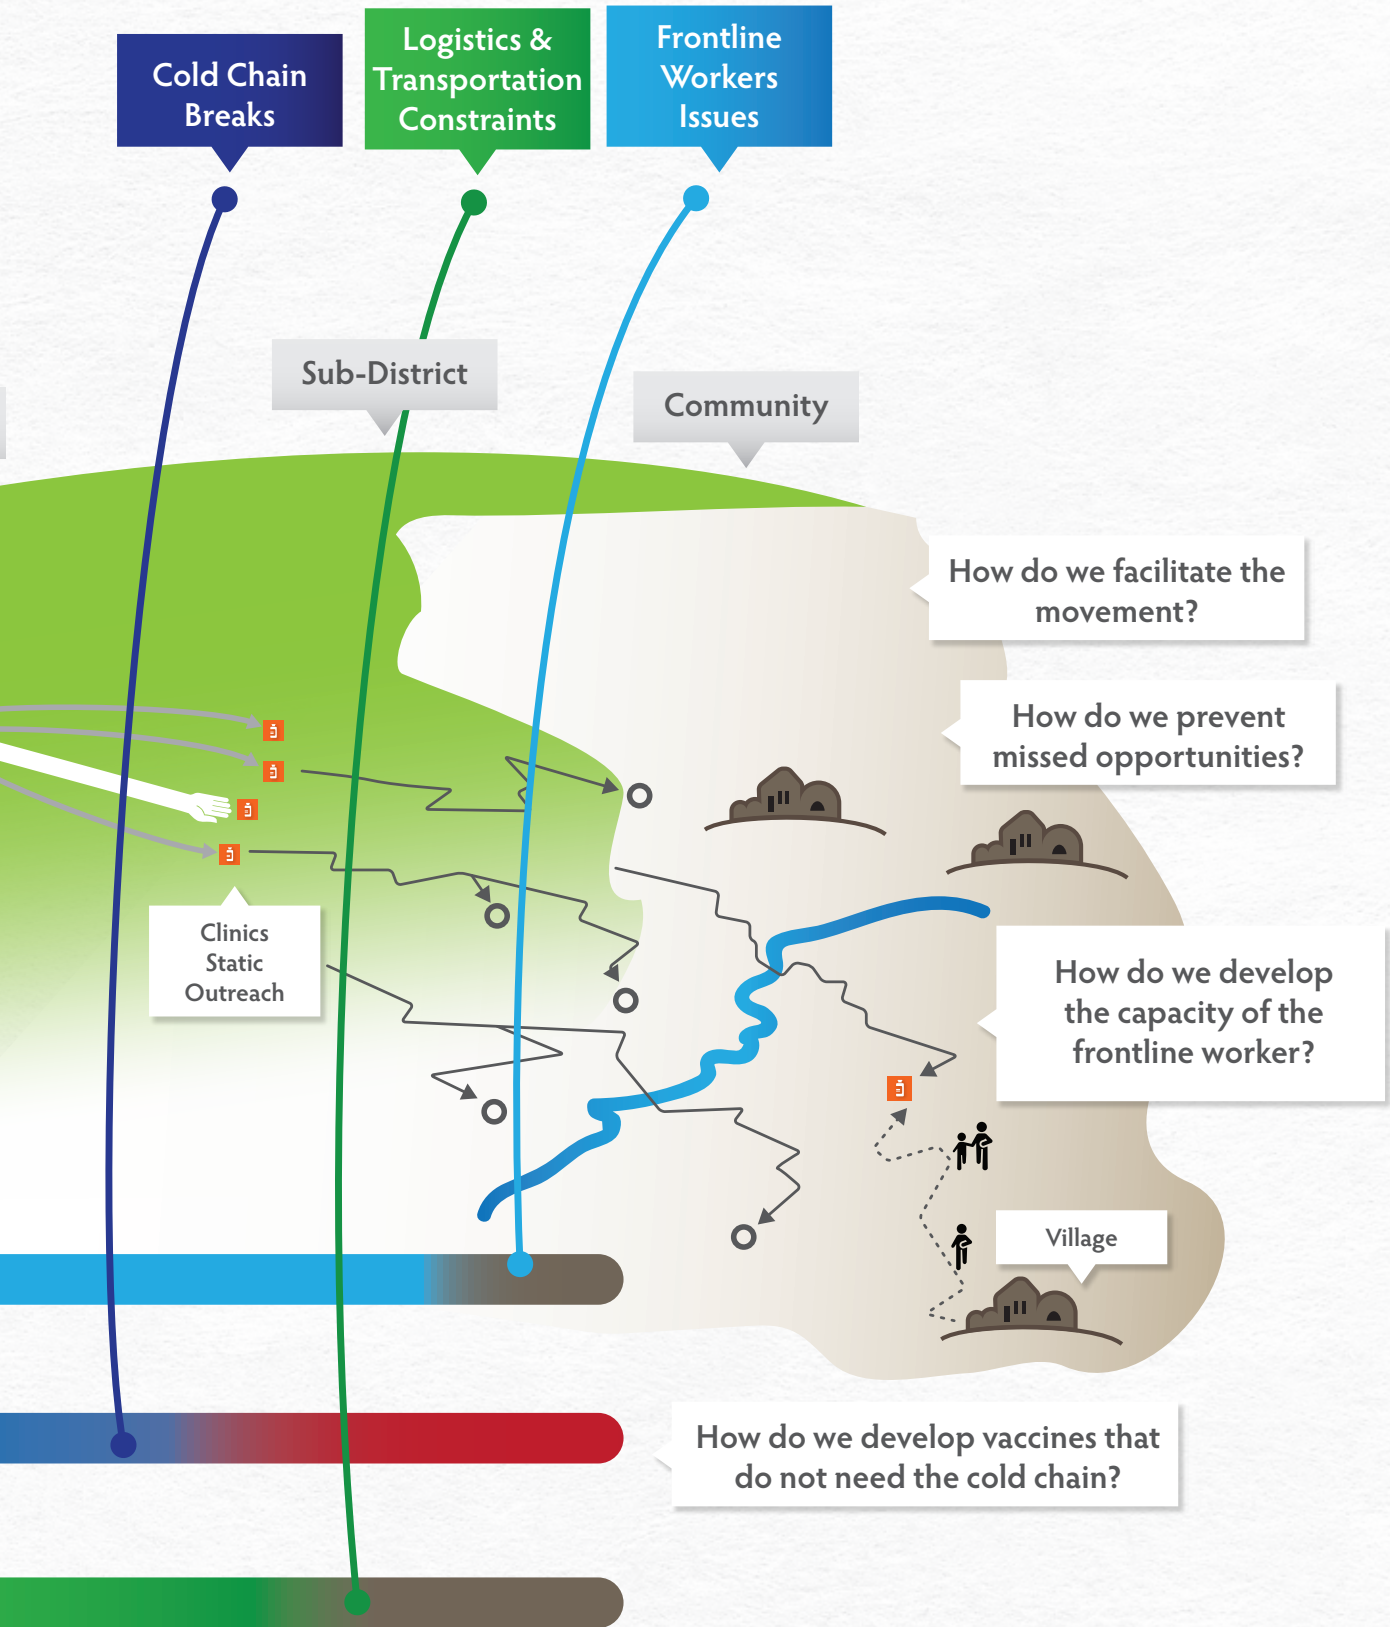 Cold Chain
Breaks
Logistics &
Transportation
Constraints
Frontline
Workers
Issues
Sub-District
Community
How do we facilitate the
movement?
How do we prevent
missed opportunities?
Clinics
Static
Outreach
How do we develop
the capacity of the
frontline worker?
Village
How do we develop vaccines that
do not need the cold chain?